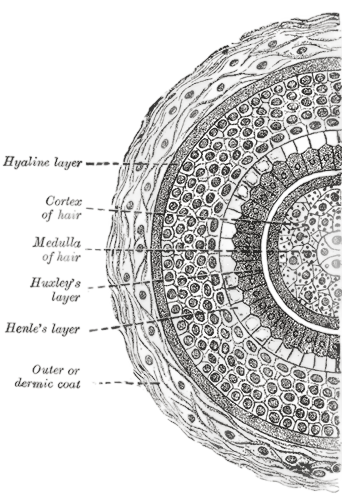 Hyaline layer
Cortex
of hair
Medulla
of hair
Huxley's
layer
Henle's layer
Outer or
dermic coat